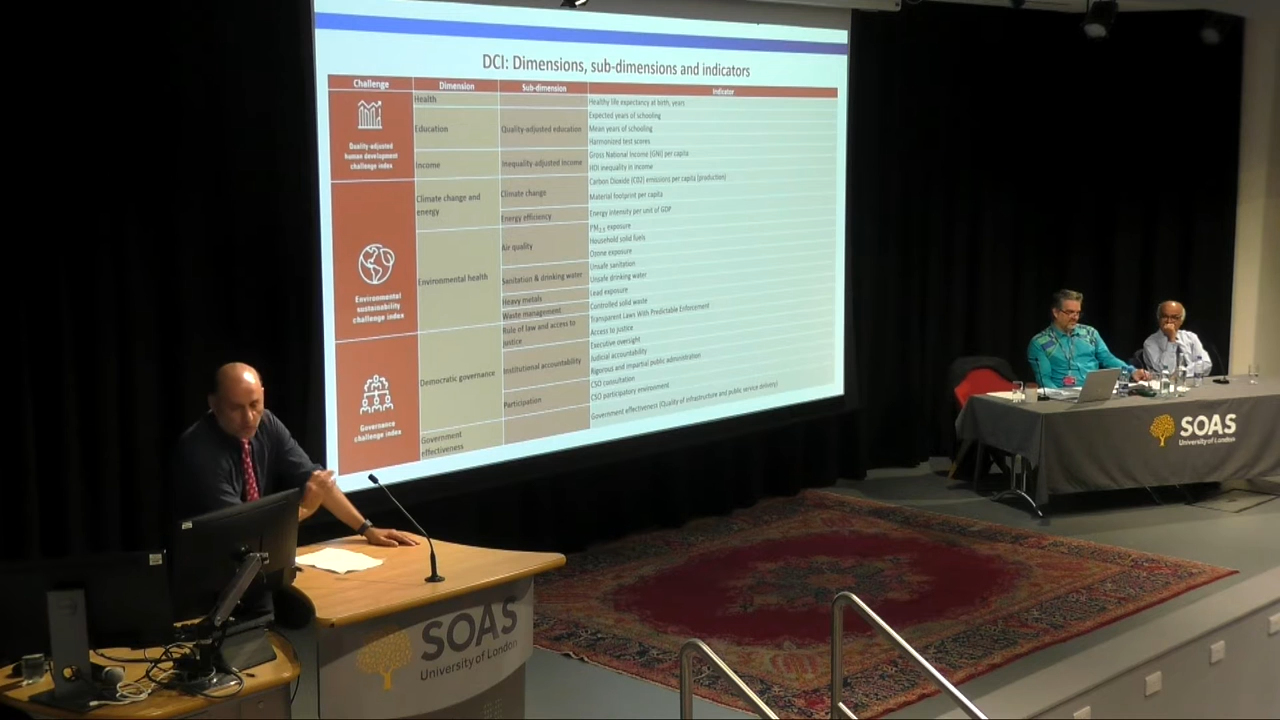 DCI: Dimensions, sub-dimensions and indicators
Challenge Dimension Sub-dimension Indicator
Quality-adjusted
human development
challenge index
Health
Healthy life expectancy at birth, years
Education
Quality-adjusted education
Expected years of schooling
Mean years of schooling
Harmonized test scores
Income
Inequality-adjusted income
Gross National Income (GNI) per capita
HDI inequality in income
Environmental
sustainability
challenge index
Climate change and
energy
Climate change
Carbon Dioxide (CO2) emissions per capita (production)
Material footprint per capita
Energy efficiency
Energy intensity per unit of GDP
Environmental health
Air quality
PM2.5 exposure
Household solid fuels
Ozone exposure
Sanitation & drinking water
Unsafe sanitation
Unsafe drinking water
Heavy metals
Lead exposure
Waste management
Controlled solid waste
Governance
challenge index
Democratic governance
Rule of law and access to
justice
Transparent Laws With Predictable Enforcement
Access to justice
Institutional accountability
Executive oversight
Judicial accountability
Rigorous and impartial public administration
Participation
CSO consultation
CSO participatory environment
Government
effectiveness
Government effectiveness (Quality of infrastructure and public service delivery)
SOAS
University of London
SOAS
University of London